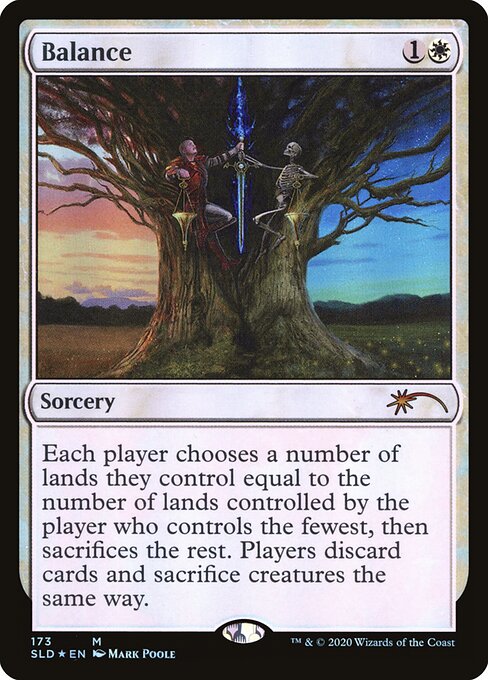 Balance 1
Sorcery
Each player chooses a number of
lands they control equal to the
number of lands controlled by the
player who controls the fewest, then
sacrifices the rest. Players discard
cards and sacrifice creatures the
same way.
173 M
SLD ★ EN Mark Poole
™ & © 2020 Wizards of the Coast